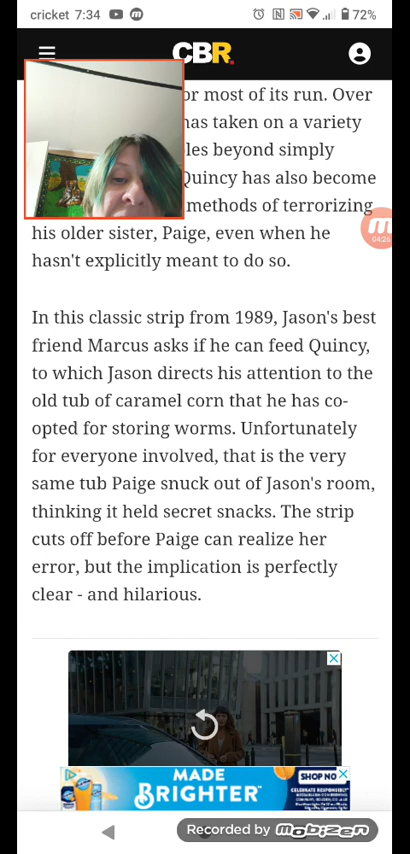 cricket 7:34
72%
CBR.
or most of its run. Over
has taken on a variety
les beyond simply
Quincy has also become
methods of terrorizing
his older sister, Paige, even when he
hasn't explicitly meant to do so.
04:25
In this classic strip from 1989, Jason's best
friend Marcus asks if he can feed Quincy,
to which Jason directs his attention to the
old tub of caramel corn that he has co-
opted for storing worms. Unfortunately
for everyone involved, that is the very
same tub Paige snuck out of Jason's room,
thinking it held secret snacks. The strip
cuts off before Paige can realize her
error, but the implication is perfectly
clear - and hilarious.
MADE
BRIGHTER
SHOP NOW
CELEBRATE RESPONSIBLY
Recorded by mobizen